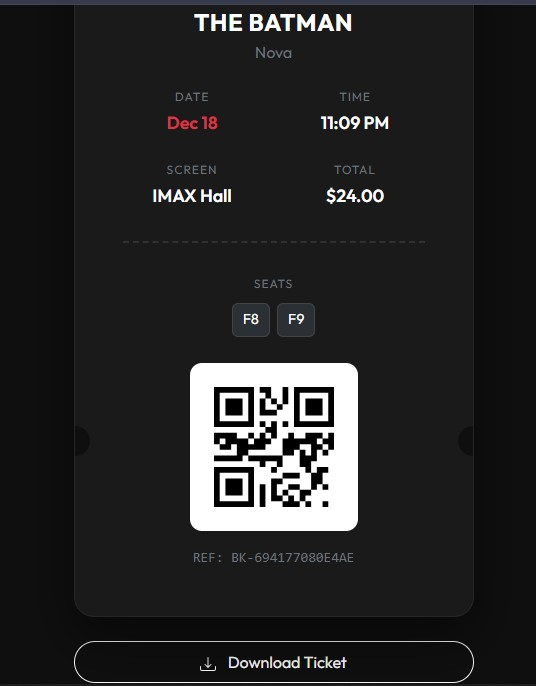 THE BATMAN
Nova
DATE TIME
Dec 18 11:09 PM
SCREEN TOTAL
IMAX Hall $24.00
SEATS
F8 F9
REF: BK-694177080E4AE
Download Ticket